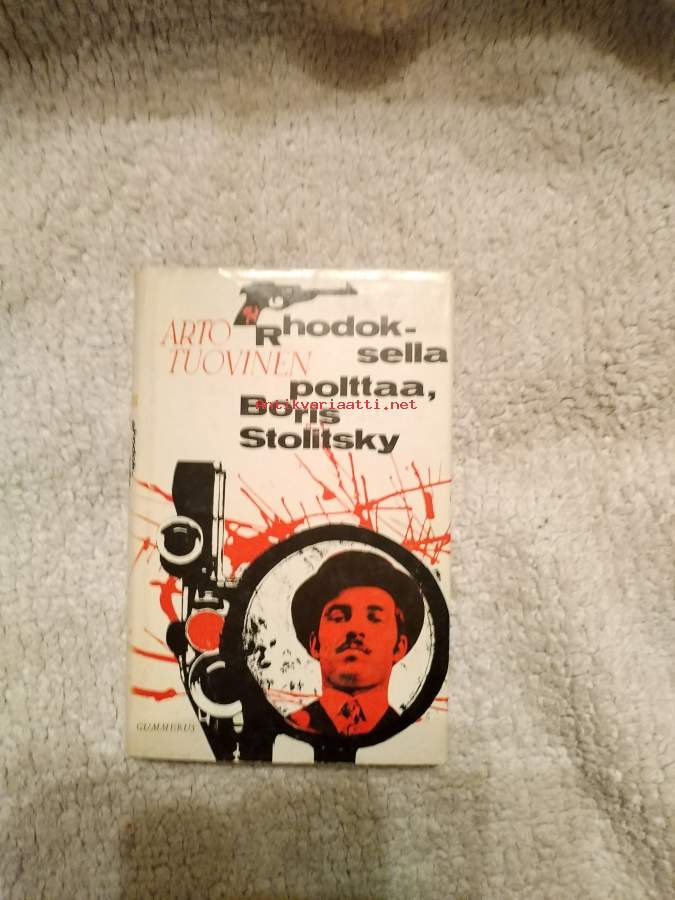 ARTO
TUOVINEN
Rhodok-
sella
polttaa,
Boris
Stolitsky
antikvariaatti.net
GUMMERUS